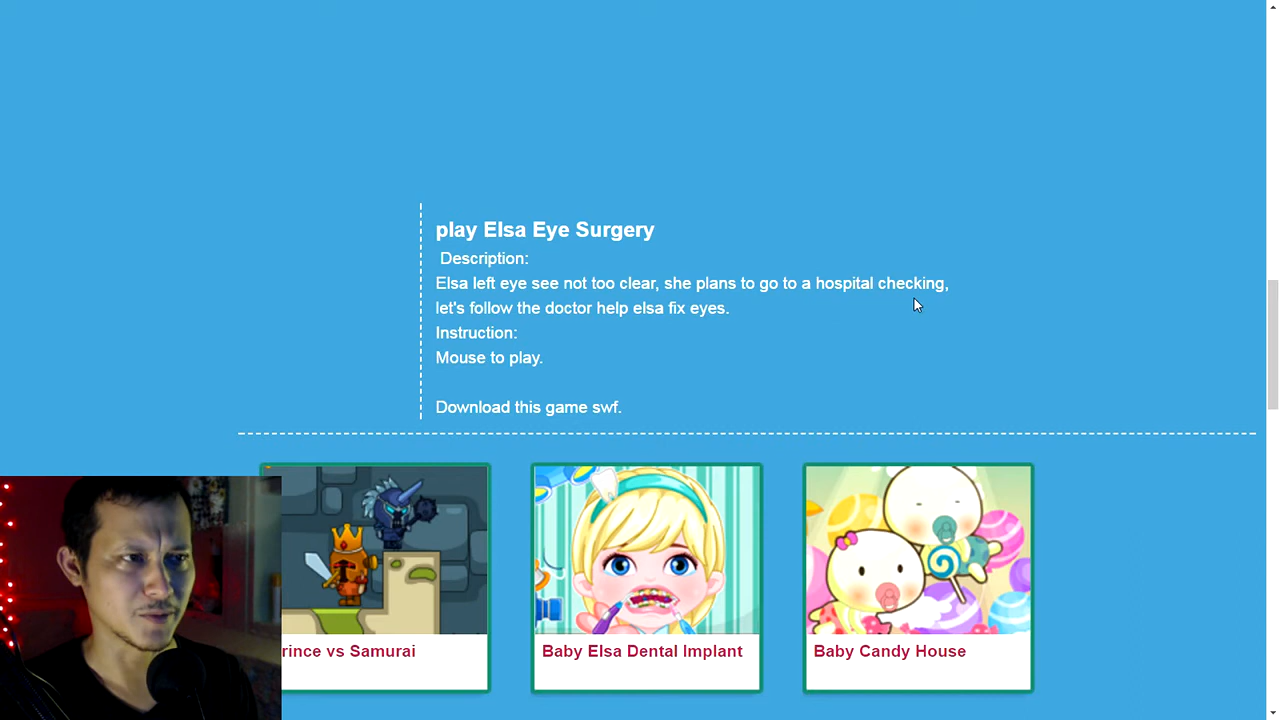 play Elsa Eye Surgery
Description:
Elsa left eye see not too clear, she plans to go to a hospital checking,
let's follow the doctor help elsa fix eyes.
Instruction:
Mouse to play.
Download this game swf.
rince vs Samurai
Baby Elsa Dental Implant
Baby Candy House